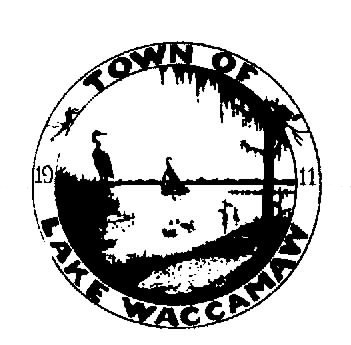 TOWN OF
19 11
LAKE WACCAMAW